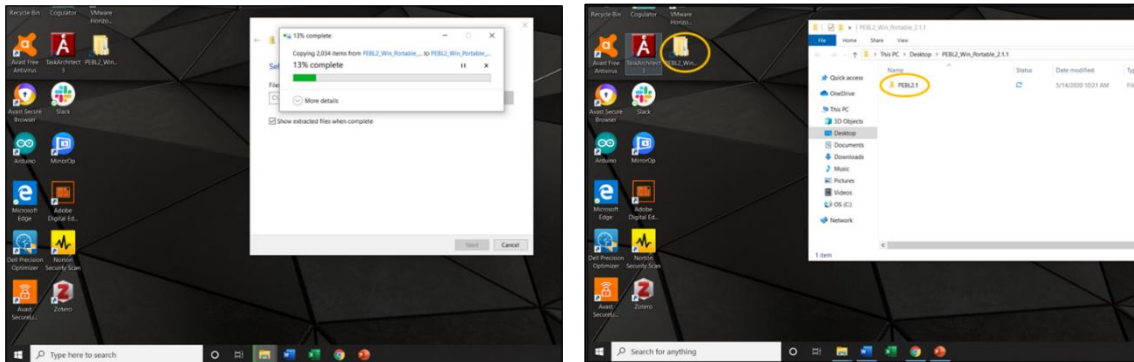 Recycle Bin Cogulator VMware Horizo...
Avast Free Antivirus TaskArchitect 3 PEBL2_Win...
Avast Secure Browser Slack
Arduino MirrorOp
Microsoft Edge Adobe Digital Ed...
Dell Precision Optimizer Norton Security Scan
Avast SecureLi... Zotero
13% complete
Copying 2,034 items from PEBL2_Win_Portable_... to PEBL2_Win_Portable_...
13% complete
More details
Sel
File
Show extracted files when complete
Next Cancel
Type here to search
Recycle Bin Cogulator VMware Horizo...
Avast Free Antivirus TaskArchitect 3 PEBL2_Win...
Avast Secure Browser Slack
Arduino MirrorOp
Microsoft Edge Adobe Digital Ed...
Dell Precision Optimizer Norton Security Scan
Avast SecureLi... Zotero
PEBL2_Win_Portable_2.1.1
File Home Share View
This PC > Desktop > PEBL2_Win_Portable_2.1.1
Name Status Date modified Ty
PEBL2.1 5/14/2020 10:21 AM File
Quick access
OneDrive
This PC
3D Objects
Desktop
Documents
Downloads
Music
Pictures
Videos
OS (C:)
Network
1 item
Search for anything